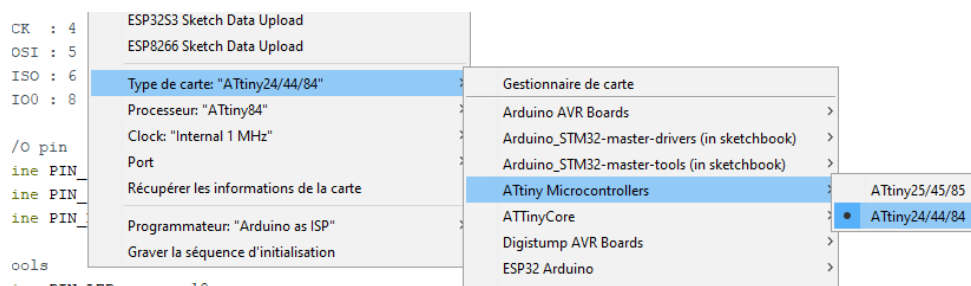 CK : 4
OSI : 5
ISO : 6
IO0 : 8
/O pin
ine PIN_
ine PIN_
ine PIN_
ools
ESP32S3 Sketch Data Upload
ESP8266 Sketch Data Upload
Type de carte: "ATtiny24/44/84"
Processeur: "ATtiny84"
Clock: "Internal 1 MHz"
Port
Récupérer les informations de la carte
Programmateur: "Arduino as ISP"
Graver la séquence d'initialisation
Gestionnaire de carte
Arduino AVR Boards
Arduino_STM32-master-drivers (in sketchbook)
Arduino_STM32-master-tools (in sketchbook)
ATtiny Microcontrollers
ATTinyCore
Digistump AVR Boards
ESP32 Arduino
ATtiny25/45/85
ATtiny24/44/84